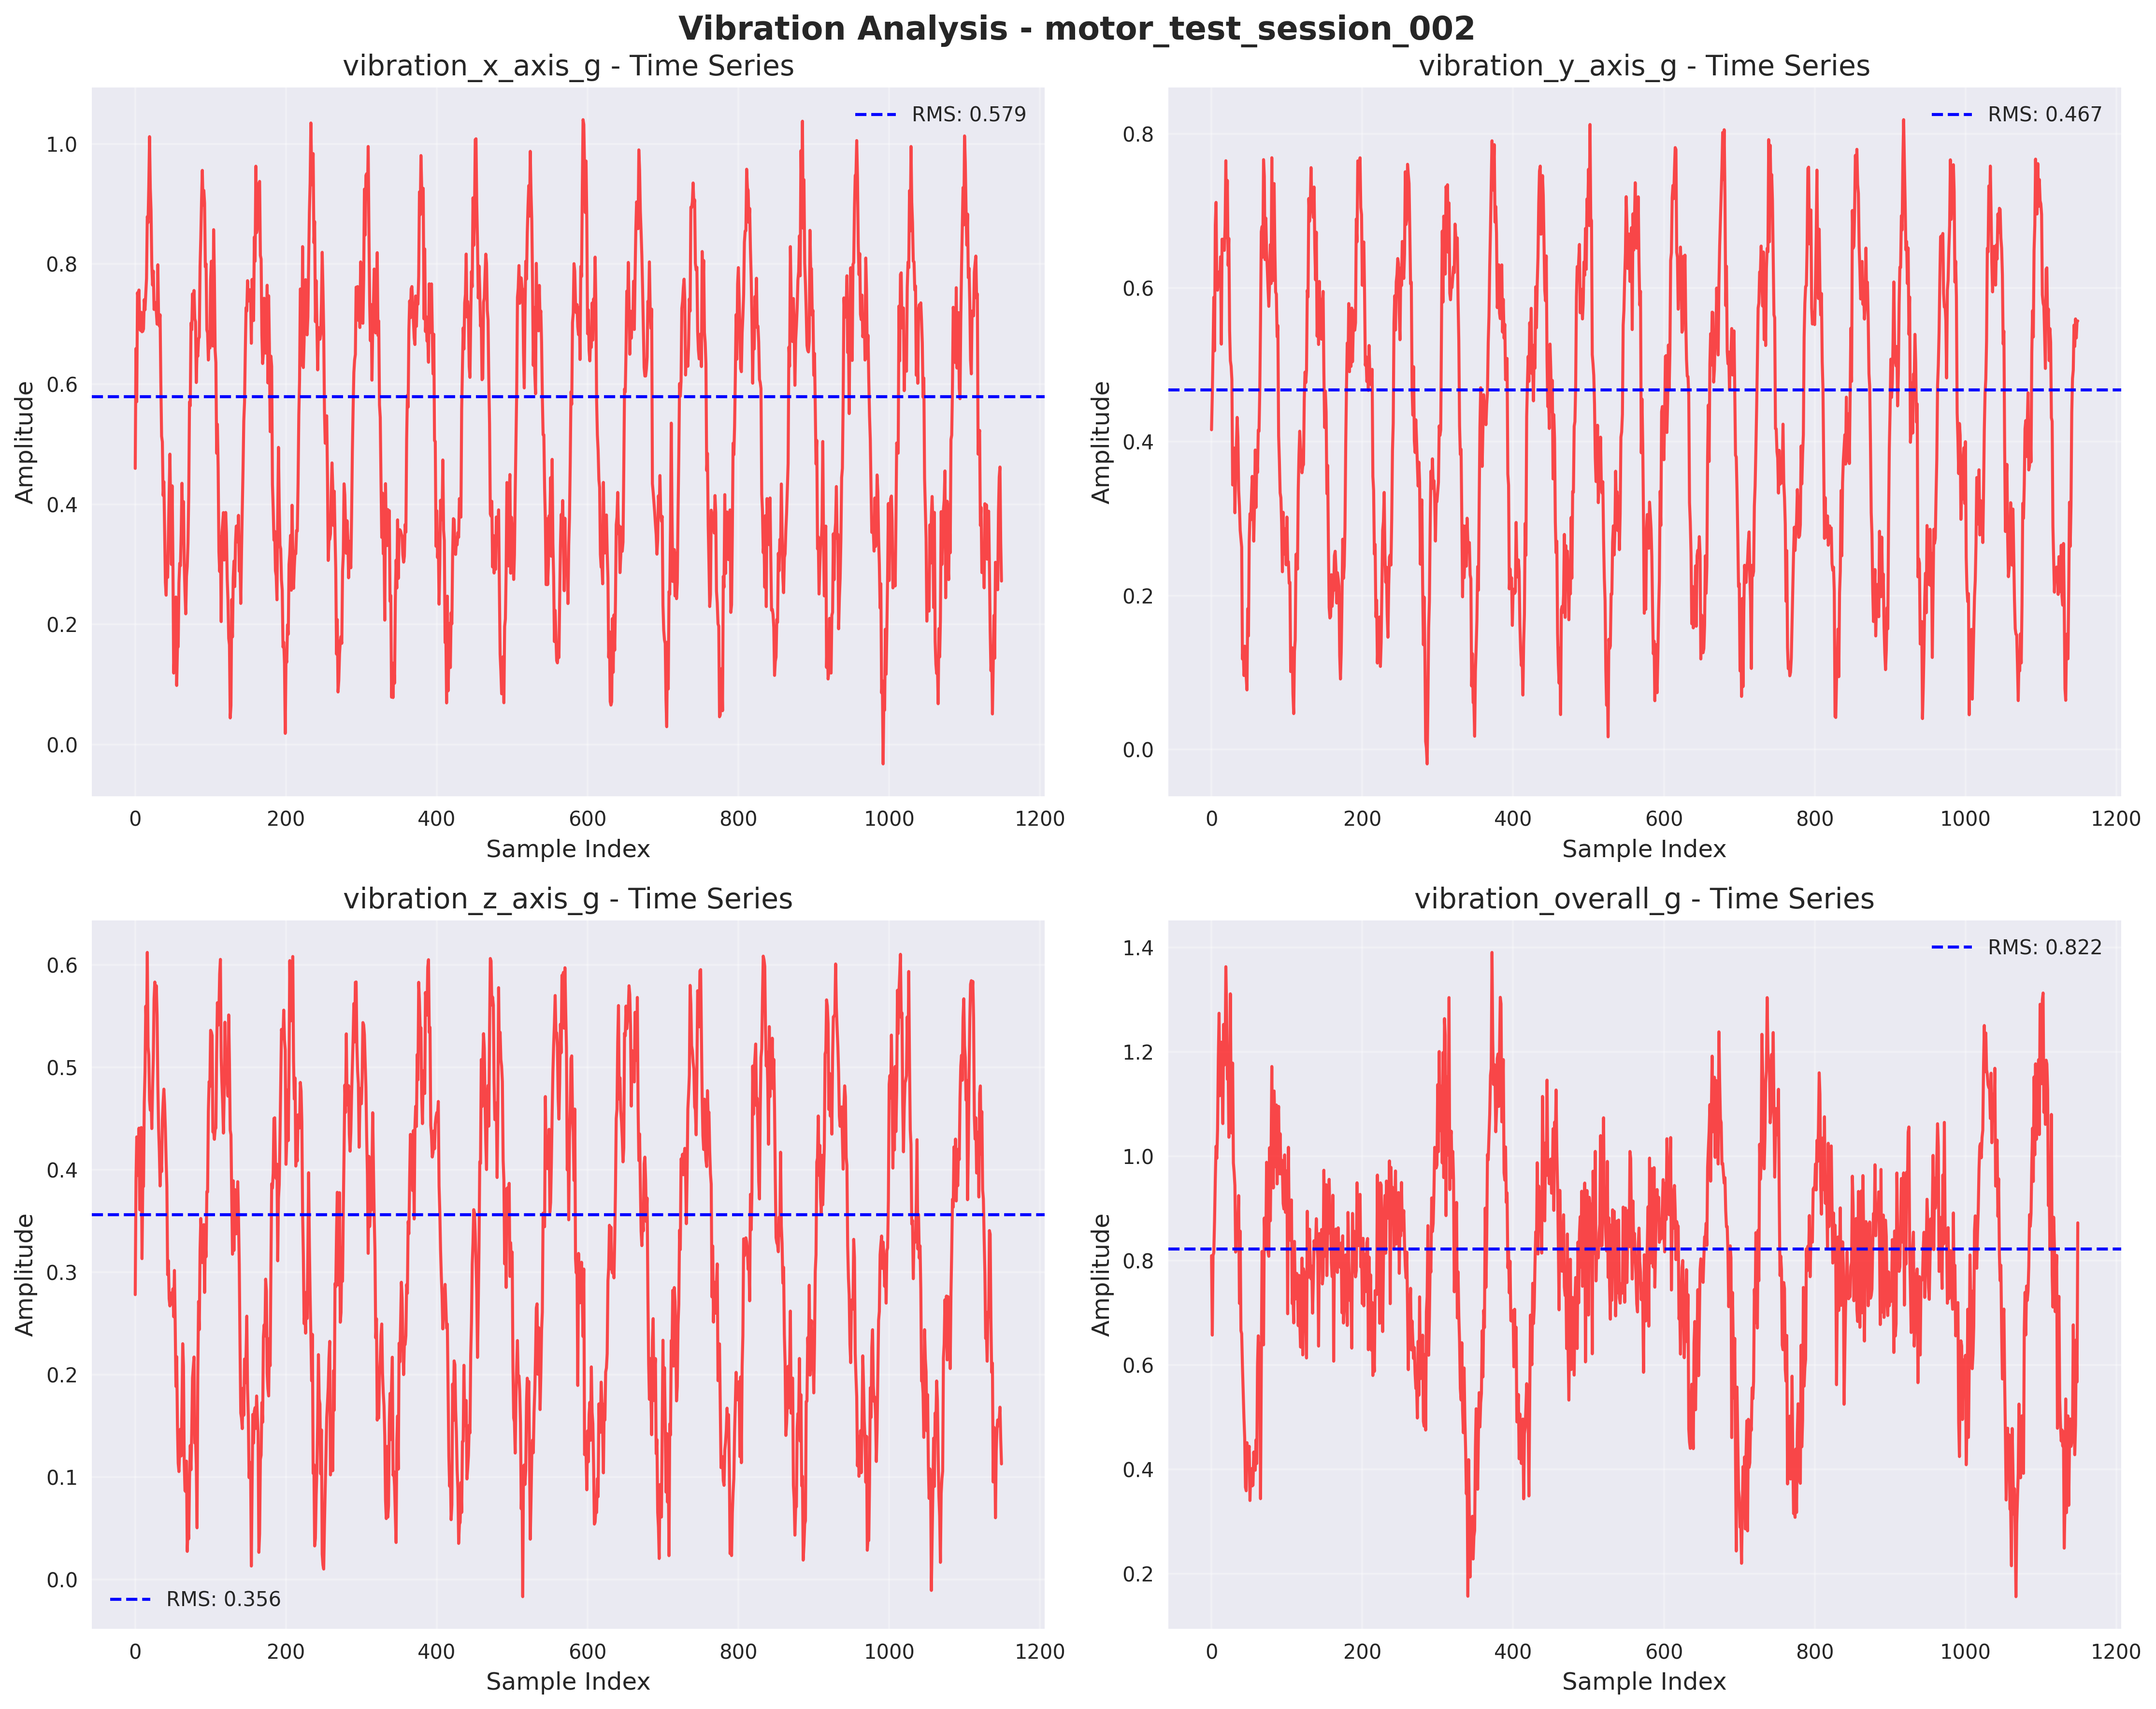 Vibration Analysis - motor_test_session_002
vibration_x_axis_g - Time Series
RMS: 0.579
Amplitude
1.0
0.8
0.6
0.4
0.2
0.0
0 200 400 600 800 1000 1200
Sample Index
vibration_y_axis_g - Time Series
RMS: 0.467
Amplitude
0.8
0.6
0.4
0.2
0.0
0 200 400 600 800 1000 1200
Sample Index
vibration_z_axis_g - Time Series
Amplitude
0.6
0.5
0.4
0.3
0.2
0.1
0.0
RMS: 0.356
0 200 400 600 800 1000 1200
Sample Index
vibration_overall_g - Time Series
RMS: 0.822
Amplitude
1.4
1.2
1.0
0.8
0.6
0.4
0.2
0 200 400 600 800 1000 1200
Sample Index